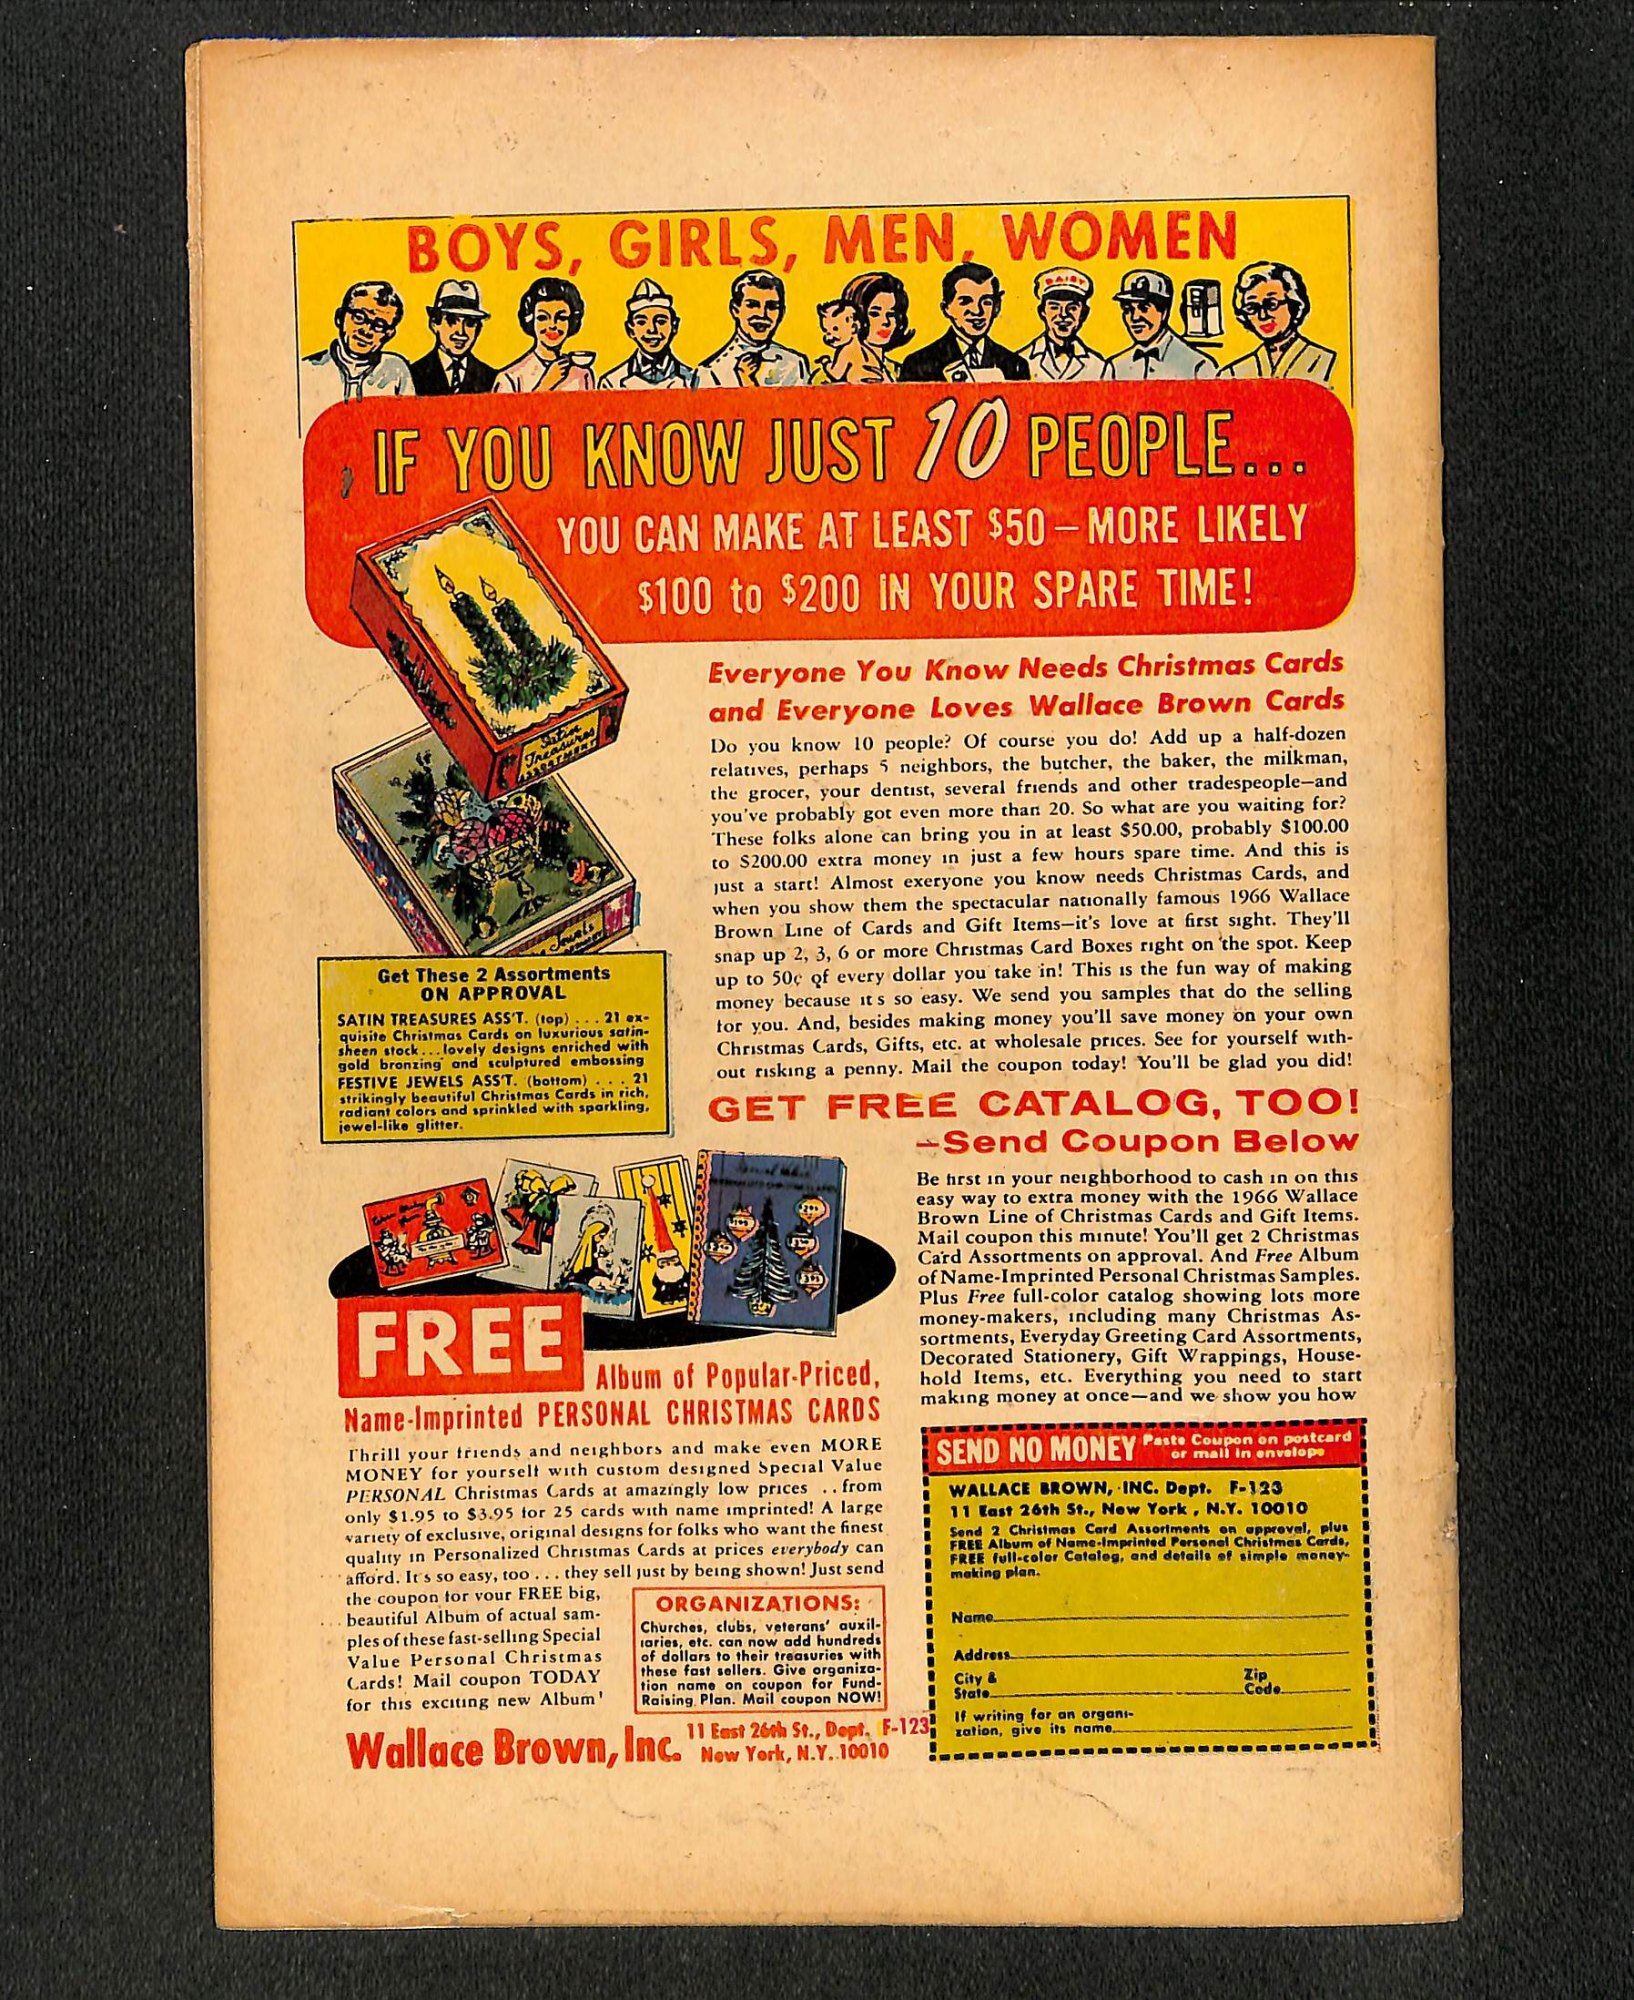 BOYS, GIRLS, MEN, WOMEN
DAIRY
IF YOU KNOW JUST 10 PEOPLE...
YOU CAN MAKE AT LEAST $50 – MORE LIKELY
$100 to $200 IN YOUR SPARE TIME!
Satin
Treasures
ASSORTMENT
Jewels
Everyone You Know Needs Christmas Cards
and Everyone Loves Wallace Brown Cards
Do you know 10 people? Of course you do! Add up a half-dozen
relatives, perhaps 5 neighbors, the butcher, the baker, the milkman,
the grocer, your dentist, several friends and other tradespeople—and
you've probably got even more than 20. So what are you waiting for?
These folks alone can bring you in at least $50.00, probably $100.00
to $200.00 extra money in just a few hours spare time. And this is
just a start! Almost exeryone you know needs Christmas Cards, and
when you show them the spectacular nationally famous 1966 Wallace
Brown Line of Cards and Gift Items—it's love at first sight. They'll
snap up 2, 3, 6 or more Christmas Card Boxes right on the spot. Keep
up to 50¢ of every dollar you take in! This is the fun way of making
money because it s so easy. We send you samples that do the selling
for you. And, besides making money you'll save money on your own
Christmas Cards, Gifts, etc. at wholesale prices. See for yourself with-
out risking a penny. Mail the coupon today! You'll be glad you did!
Get These 2 Assortments
ON APPROVAL
SATIN TREASURES ASS'T. (top) . . . 21 ex-
quisite Christmas Cards on luxurious satin-
sheen stock...lovely designs enriched with
gold bronzing and sculptured embossing
FESTIVE JEWELS ASS'T. (bottom) . . . 21
strikingly beautiful Christmas Cards in rich,
radiant colors and sprinkled with sparkling,
jewel-like glitter.
GET FREE CATALOG, TOO!
—Send Coupon Below
Be first in your neighborhood to cash in on this
easy way to extra money with the 1966 Wallace
Brown Line of Christmas Cards and Gift Items.
Mail coupon this minute! You'll get 2 Christmas
Card Assortments on approval. And Free Album
of Name-Imprinted Personal Christmas Samples.
Plus Free full-color catalog showing lots more
money-makers, including many Christmas As-
sortments, Everyday Greeting Card Assortments,
Decorated Stationery, Gift Wrappings, House-
hold Items, etc. Everything you need to start
making money at once—and we show you how
FREE
Album of Popular-Priced,
Name-Imprinted PERSONAL CHRISTMAS CARDS
Thrill your friends and neighbors and make even MORE
MONEY for yourself with custom designed Special Value
PERSONAL Christmas Cards at amazingly low prices . . from
only $1.95 to $3.95 for 25 cards with name imprinted! A large
variety of exclusive, original designs for folks who want the finest
quality in Personalized Christmas Cards at prices everybody can
afford. It s so easy, too . . . they sell just by being shown! Just send
the coupon for your FREE big,
beautiful Album of actual sam-
ples of these fast-selling Special
Value Personal Christmas
Cards! Mail coupon TODAY
for this exciting new Album'
ORGANIZATIONS:
Churches, clubs, veterans' auxil-
iaries, etc. can now add hundreds
of dollars to their treasuries with
these fast sellers. Give organiza-
tion name on coupon for Fund-
Raising Plan. Mail coupon NOW!
Wallace Brown, Inc. 11 East 26th St., Dept. F-123
New York, N.Y. 10010
SEND NO MONEY Paste Coupon on postcard
or mail in envelope
WALLACE BROWN, INC. Dept. F-123
11 East 26th St., New York , N.Y. 10010
Send 2 Christmas Card Assortments on approval, plus
FREE Album of Name-Imprinted Personal Christmas Cards,
FREE full-color Catalog, and details of simple money-
making plan.
Name
Address
City & Zip
State Code
If writing for an organi-
zation, give its name